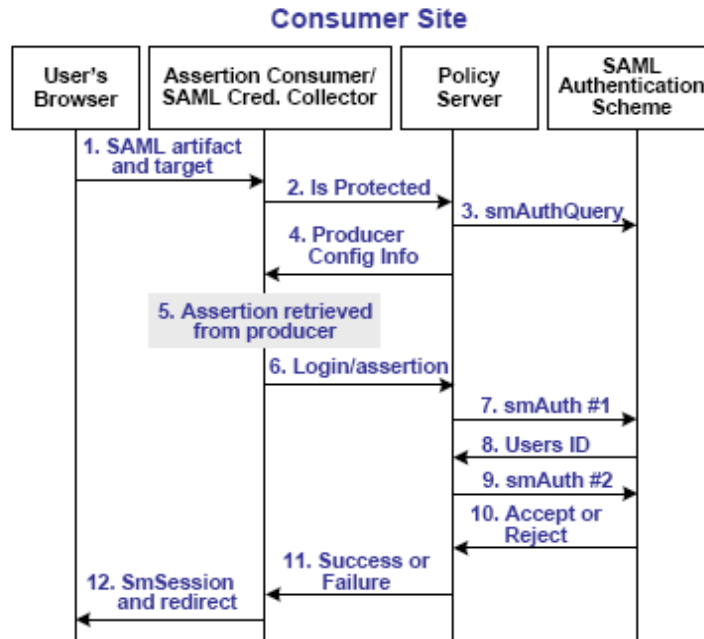 Consumer Site
User's
Browser
Assertion Consumer/
SAML Cred. Collector
Policy
Server
SAML
Authentication
Scheme
1. SAML artifact
and target
2. Is Protected
3. smAuthQuery
4. Producer
Config Info
5. Assertion retrieved
from producer
6. Login/assertion
7. smAuth #1
8. Users ID
9. smAuth #2
10. Accept or
Reject
11. Success or
Failure
12. SmSession
and redirect